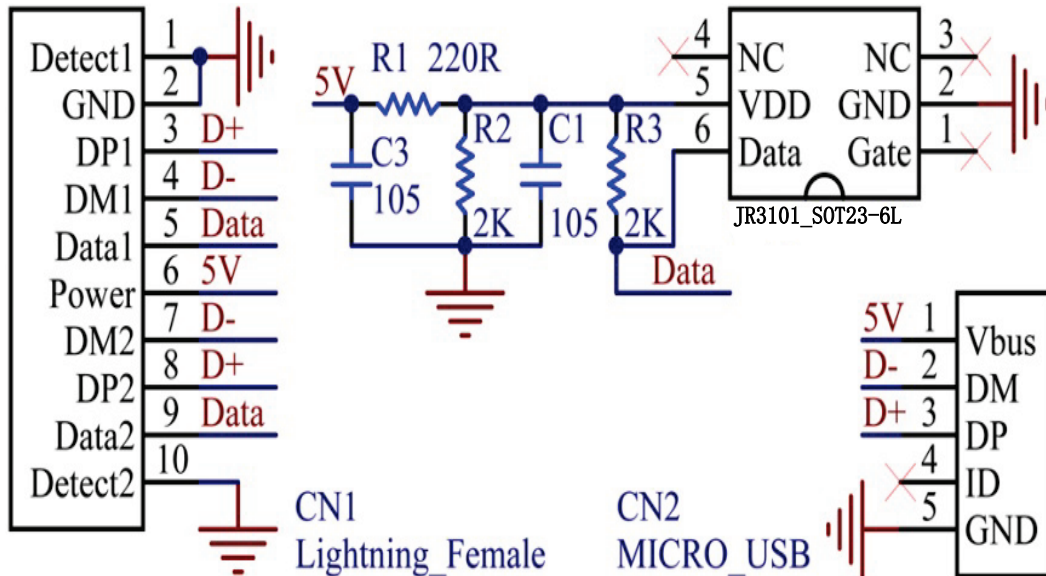 Detect1 1
GND 2
DP1 3 D+
DM1 4 D-
Data1 5 Data
Power 6 5V
DM2 7 D-
DP2 8 D+
Data2 9 Data
Detect2 10
CN1
Lightning_Female
5V
R1 220R
C3
105
R2
2K
C1
105
R3
2K
Data
4 NC
5 VDD
6 Data
NC 3
GND 2
Gate 1
JR3101_SOT23-6L
5V 1 Vbus
D- 2 DM
D+ 3 DP
4 ID
5 GND
CN2
MICRO_USB